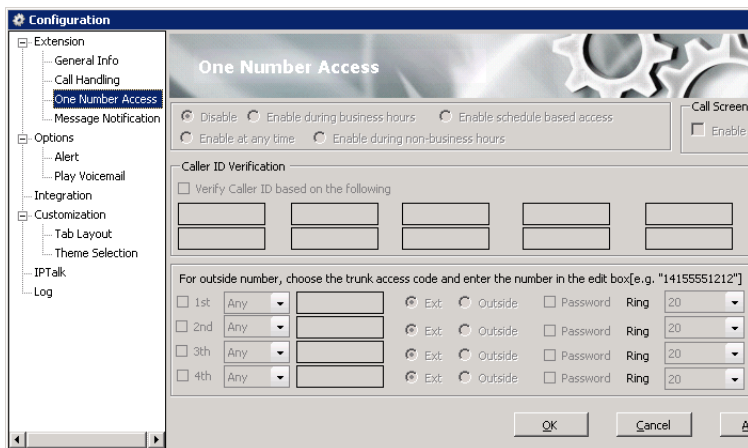 Configuration
Extension
General Info
Call Handling
One Number Access
Message Notification
Options
Alert
Play Voicemail
Integration
Customization
Tab Layout
Theme Selection
IPTalk
Log
One Number Access
Disable Enable during business hours Enable schedule based access
Enable at any time Enable during non-business hours
Call Screen
Enable
Caller ID Verification
Verify Caller ID based on the following
For outside number, choose the trunk access code and enter the number in the edit box[e.g. "14155551212"]
1st Any Ext Outside Password Ring 20
2nd Any Ext Outside Password Ring 20
3th Any Ext Outside Password Ring 20
4th Any Ext Outside Password Ring 20
OK Cancel A